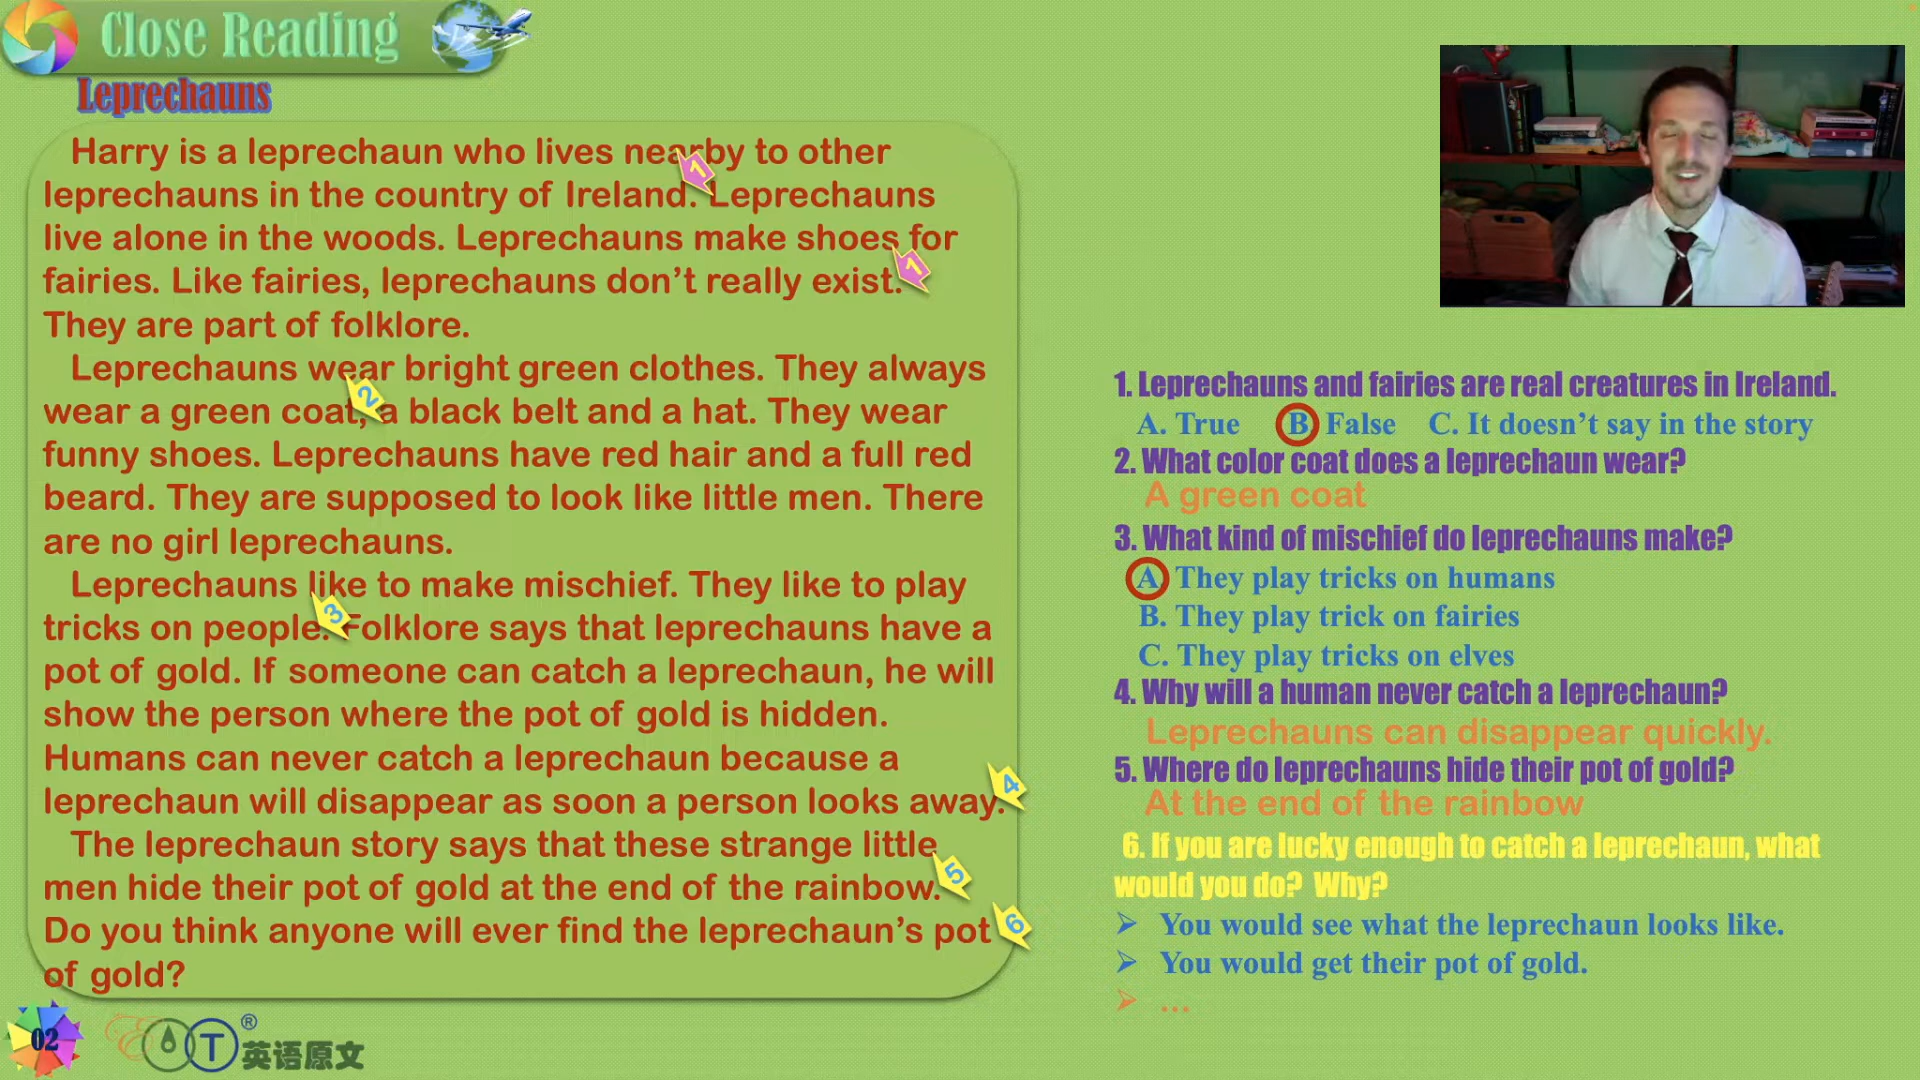 Close Reading
Leprechauns
Harry is a leprechaun who lives nearby to other
leprechauns in the country of Ireland. Leprechauns
live alone in the woods. Leprechauns make shoes for
fairies. Like fairies, leprechauns don't really exist.
They are part of folklore.
Leprechauns wear bright green clothes. They always
wear a green coat, a black belt and a hat. They wear
funny shoes. Leprechauns have red hair and a full red
beard. They are supposed to look like little men. There
are no girl leprechauns.
Leprechauns like to make mischief. They like to play
tricks on people. Folklore says that leprechauns have a
pot of gold. If someone can catch a leprechaun, he will
show the person where the pot of gold is hidden.
Humans can never catch a leprechaun because a
leprechaun will disappear as soon a person looks away.
The leprechaun story says that these strange little
men hide their pot of gold at the end of the rainbow.
Do you think anyone will ever find the leprechaun's pot
of gold?
1
1
2
3
4
5
6
1. Leprechauns and fairies are real creatures in Ireland.
A. True B. False C. It doesn't say in the story
2. What color coat does a leprechaun wear?
A green coat
3. What kind of mischief do leprechauns make?
A. They play tricks on humans
B. They play trick on fairies
C. They play tricks on elves
4. Why will a human never catch a leprechaun?
Leprechauns can disappear quickly.
5. Where do leprechauns hide their pot of gold?
At the end of the rainbow
6. If you are lucky enough to catch a leprechaun, what
would you do? Why?
➢ You would see what the leprechaun looks like.
➢ You would get their pot of gold.
➢ ...
02
T® 英语原文